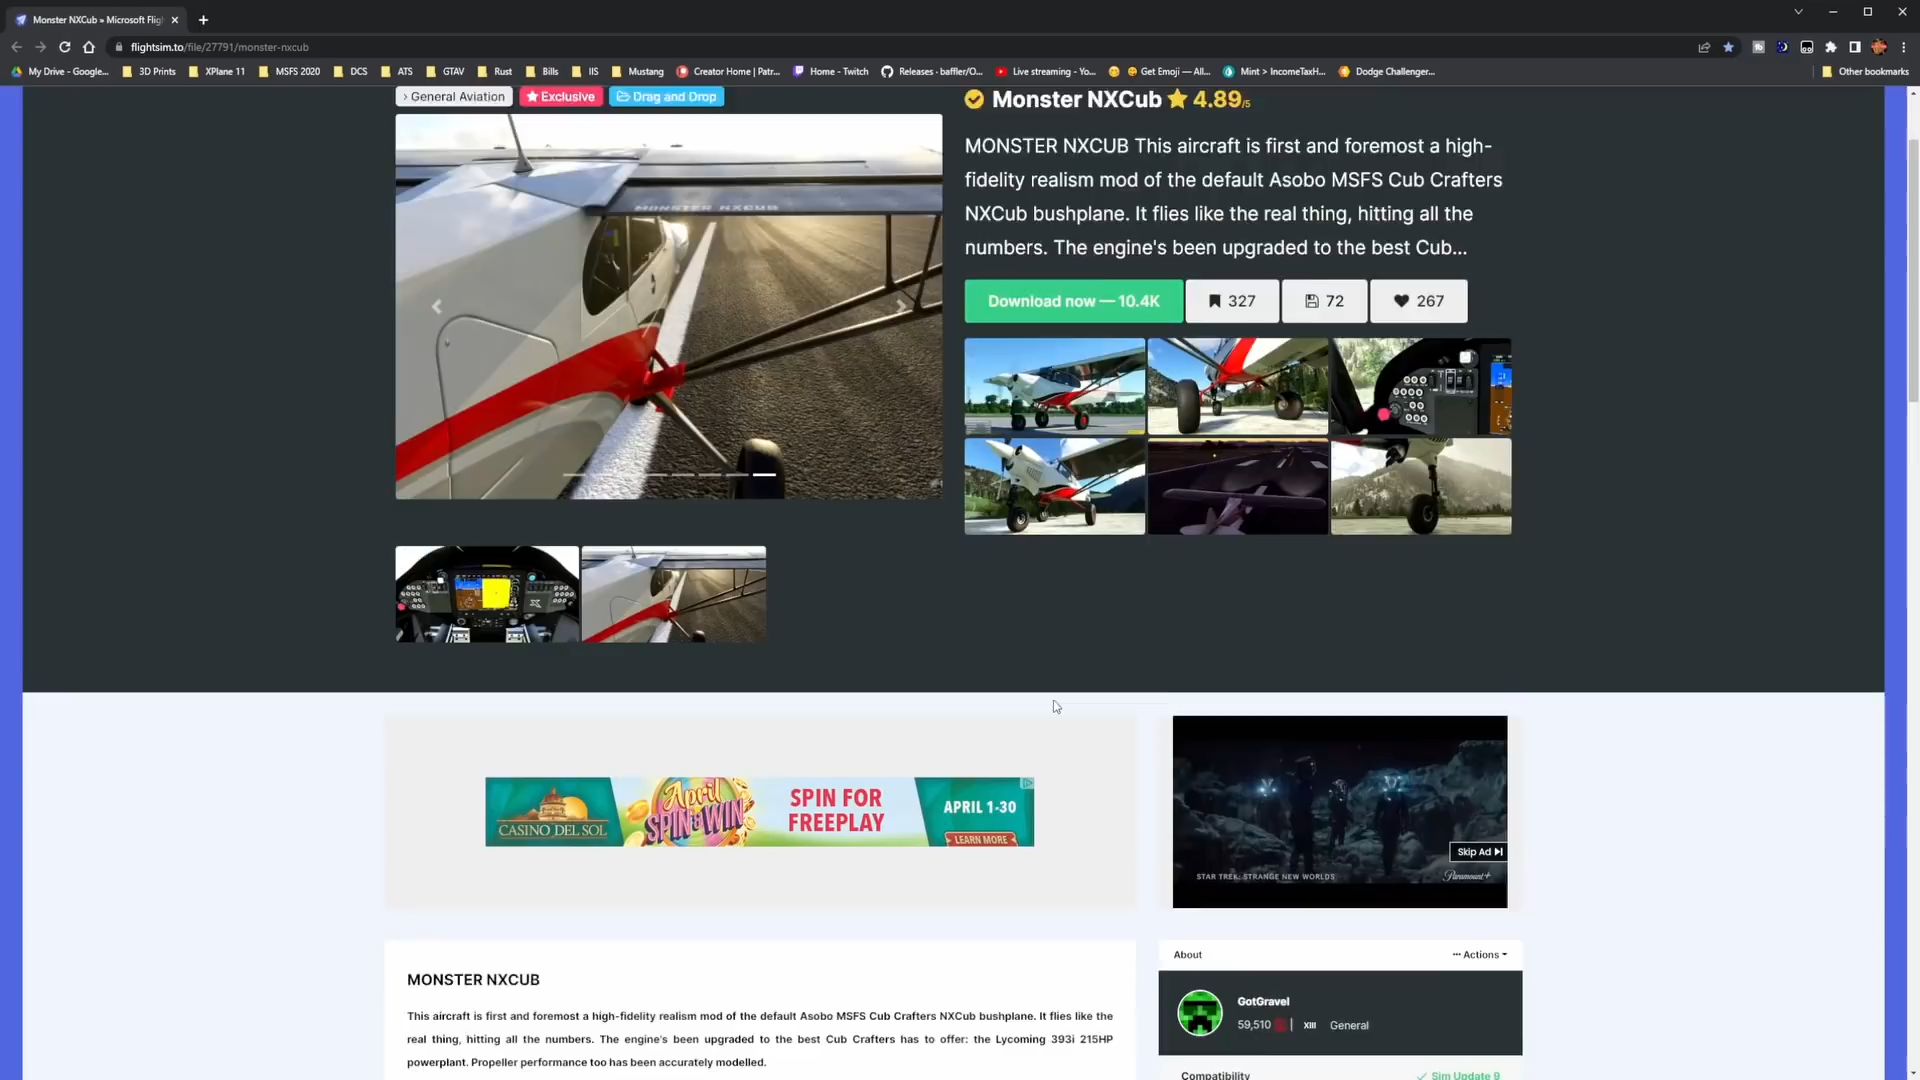 Monster NXCub » Microsoft Flig
flightsim.to/file/27791/monster-nxcub
My Drive - Google...
3D Prints
XPlane 11
MSFS 2020
DCS
ATS
GTAV
Rust
Bills
IIS
Mustang
Creator Home | Patr...
Home - Twitch
Releases · baffler/O...
Live streaming - Yo...
Get Emoji — All...
Mint > IncomeTaxH...
Dodge Challenger...
Other bookmarks
› General Aviation
Exclusive
Drag and Drop
MONSTER NXCUB
Monster NXCub 4.89/5
MONSTER NXCUB This aircraft is first and foremost a high-
fidelity realism mod of the default Asobo MSFS Cub Crafters
NXCub bushplane. It flies like the real thing, hitting all the
numbers. The engine's been upgraded to the best Cub...
Download now — 10.4K
327
72
267
CASINO DEL SOL
April
SPIN & WIN
SPIN FOR
FREEPLAY
APRIL 1-30
LEARN MORE
Skip Ad
STAR TREK: STRANGE NEW WORLDS
Paramount+
MONSTER NXCUB
This aircraft is first and foremost a high-fidelity realism mod of the default Asobo MSFS Cub Crafters NXCub bushplane. It flies like the
real thing, hitting all the numbers. The engine's been upgraded to the best Cub Crafters has to offer: the Lycoming 393i 215HP
powerplant. Propeller performance too has been accurately modelled.
About
··· Actions
GotGravel
59,510
XIII
General
Compatibility
Sim Update 9